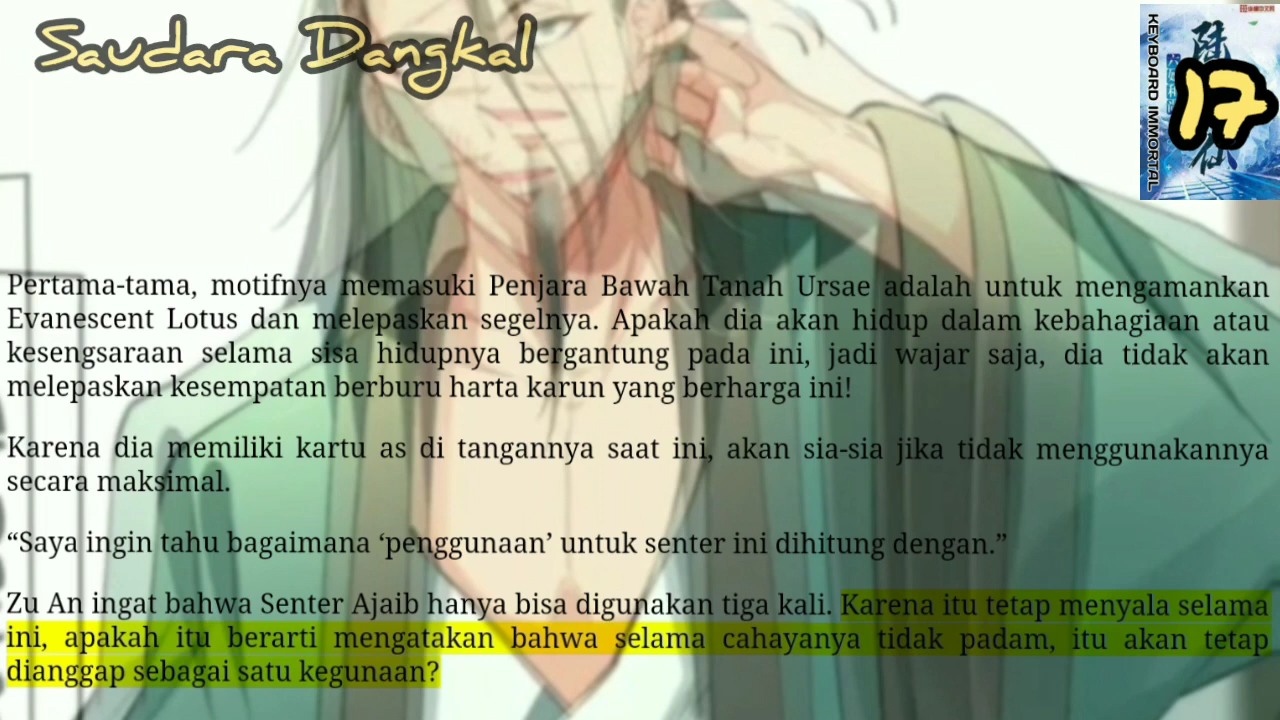 Saudara Dangkal
KEYBOARD IMMORTAL
17
Pertama-tama, motifnya memasuki Penjara Bawah Tanah Ursae adalah untuk mengamankan
Evanescent Lotus dan melepaskan segelnya. Apakah dia akan hidup dalam kebahagiaan atau
kesengsaraan selama sisa hidupnya bergantung pada ini, jadi wajar saja, dia tidak akan
melepaskan kesempatan berburu harta karun yang berharga ini!
Karena dia memiliki kartu as di tangannya saat ini, akan sia-sia jika tidak menggunakannya
secara maksimal.
“Saya ingin tahu bagaimana ‘penggunaan’ untuk senter ini dihitung dengan.”
Zu An ingat bahwa Senter Ajaib hanya bisa digunakan tiga kali. Karena itu tetap menyala selama
ini, apakah itu berarti mengatakan bahwa selama cahayanya tidak padam, itu akan tetap
dianggap sebagai satu kegunaan?